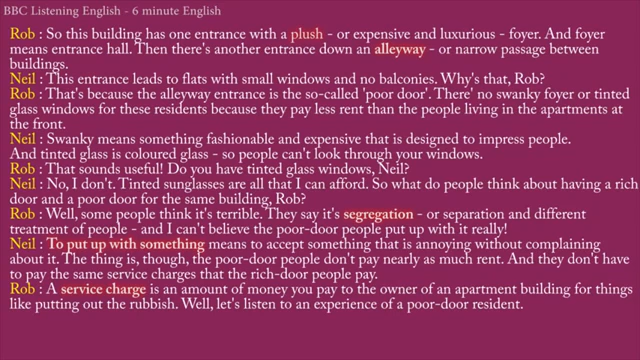 BBC Listening English - 6 minute English
Rob : So this building has one entrance with a plush - or expensive and luxurious - foyer. And foyer
means entrance hall. Then there's another entrance down an alleyway - or narrow passage between
buildings.
Neil : This entrance leads to flats with small windows and no balconies. Why's that, Rob?
Rob : That's because the alleyway entrance is the so-called 'poor door'. There' no swanky foyer or tinted
glass windows for these residents because they pay less rent than the people living in the apartments at
the front.
Neil : Swanky means something fashionable and expensive that is designed to impress people.
And tinted glass is coloured glass - so people can't look through your windows.
Rob : That sounds useful! Do you have tinted glass windows, Neil?
Neil : No, I don't. Tinted sunglasses are all that I can afford. So what do people think about having a rich
door and a poor door for the same building, Rob?
Rob : Well, some people think it's terrible. They say it's segregation - or separation and different
treatment of people - and I can't believe the poor-door people put up with it really!
Neil : To put up with something means to accept something that is annoying without complaining
about it. The thing is, though, the poor-door people don't pay nearly as much rent. And they don't have
to pay the same service charges that the rich-door people pay.
Rob : A service charge is an amount of money you pay to the owner of an apartment building for things
like putting out the rubbish. Well, let's listen to an experience of a poor-door resident.